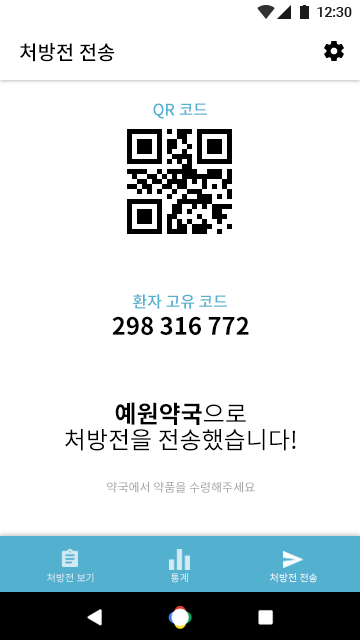 12:30
처방전 전송
QR 코드
환자 고유 코드
298 316 772
예원약국으로
처방전을 전송했습니다!
약국에서 약품을 수령해주세요
처방전 보기
통계
처방전 전송